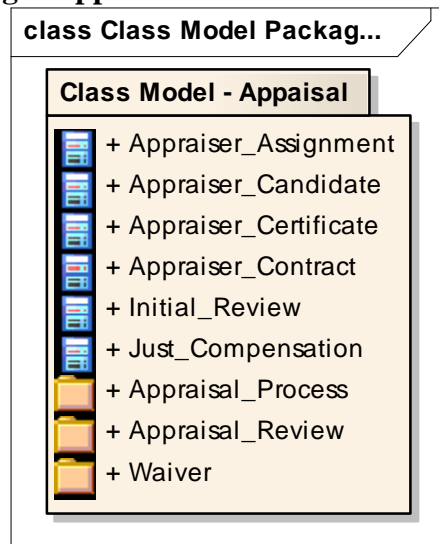 class Class Model Packag...
Class Model - Appaisal
+ Appraiser_Assignment
+ Appraiser_Candidate
+ Appraiser_Certificate
+ Appraiser_Contract
+ Initial_Review
+ Just_Compensation
+ Appraisal_Process
+ Appraisal_Review
+ Waiver